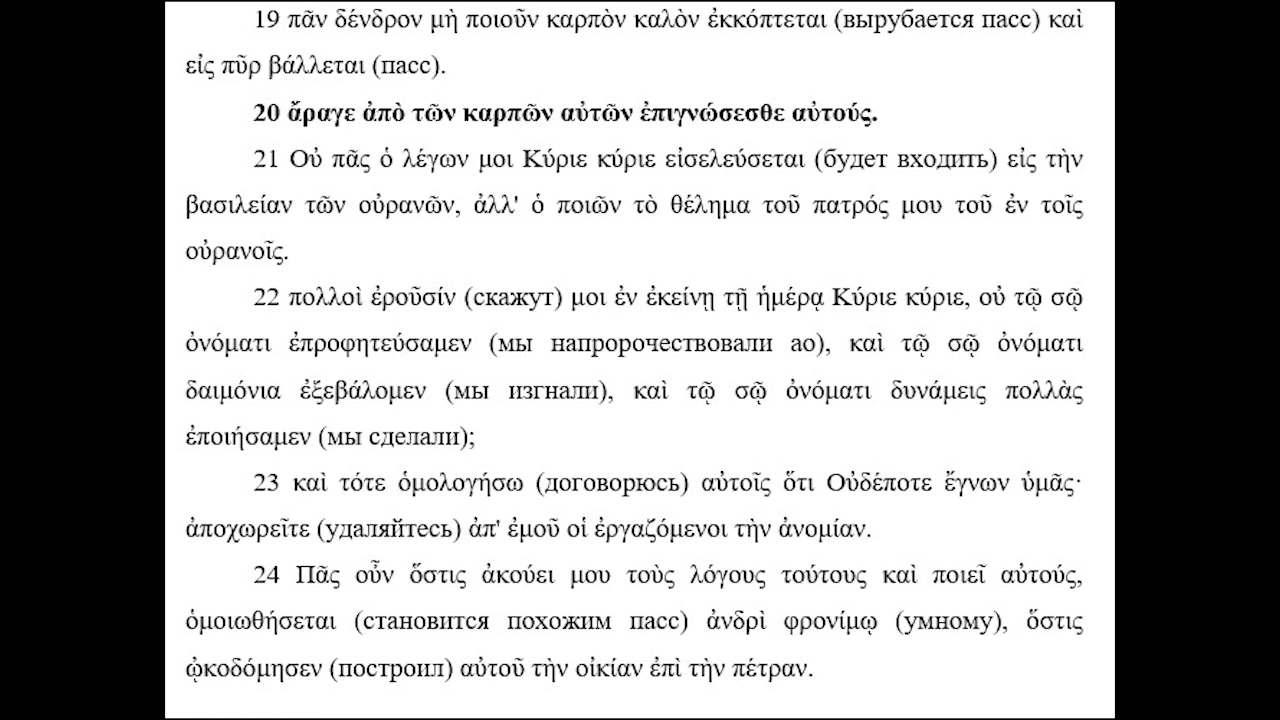 19 πᾶν δένδρον μὴ ποιοῦν καρπὸν καλὸν ἐκκόπτεται (вырубается пасс) καὶ
εἰς πῦρ βάλλεται (пасс).
20 ἄραγε ἀπὸ τῶν καρπῶν αὐτῶν ἐπιγνώσεσθε αὐτούς.
21 Οὐ πᾶς ὁ λέγων μοι Κύριε κύριε εἰσελεύσεται (будет входить) εἰς τὴν
βασιλείαν τῶν οὐρανῶν, ἀλλ' ὁ ποιῶν τὸ θέλημα τοῦ πατρός μου τοῦ ἐν τοῖς
οὐρανοῖς.
22 πολλοὶ ἐροῦσίν (скажут) μοι ἐν ἐκείνῃ τῇ ἡμέρᾳ Κύριε κύριε, οὐ τῷ σῷ
ὀνόματι ἐπροφητεύσαμεν (мы напророчествовали ао), καὶ τῷ σῷ ὀνόματι
δαιμόνια ἐξεβάλομεν (мы изгнали), καὶ τῷ σῷ ὀνόματι δυνάμεις πολλὰς
ἐποιήσαμεν (мы сделали);
23 καὶ τότε ὁμολογήσω (договорюсь) αὐτοῖς ὅτι Οὐδέποτε ἔγνων ὑμᾶς·
ἀποχωρεῖτε (удаляйтесь) ἀπ' ἐμοῦ οἱ ἐργαζόμενοι τὴν ἀνομίαν.
24 Πᾶς οὖν ὅστις ἀκούει μου τοὺς λόγους τούτους καὶ ποιεῖ αὐτούς,
ὁμοιωθήσεται (становится похожим пасс) ἀνδρὶ φρονίμῳ (умному), ὅστις
ᾠκοδόμησεν (построил) αὐτοῦ τὴν οἰκίαν ἐπὶ τὴν πέτραν.